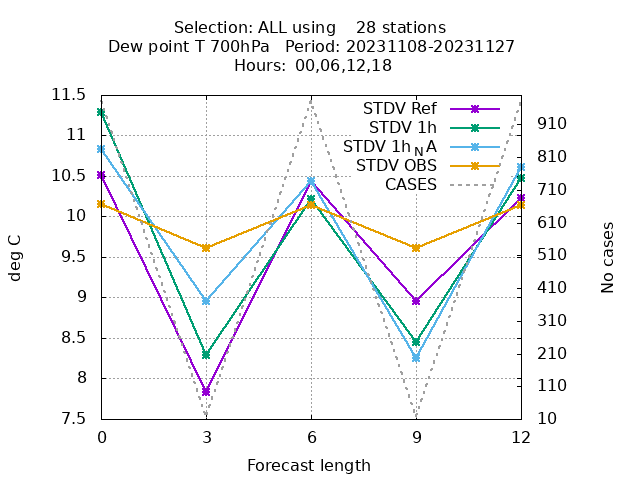 Selection: ALL using    28 stations
Dew point T 700hPa   Period: 20231108-20231127
Hours: 00,06,12,18
STDV Ref
STDV 1h
STDV 1h_NA
STDV OBS
CASES
11.5
11
10.5
10
9.5
9
8.5
8
7.5
910
810
710
610
510
410
310
210
110
10
deg C
No cases
0 3 6 9 12
Forecast length